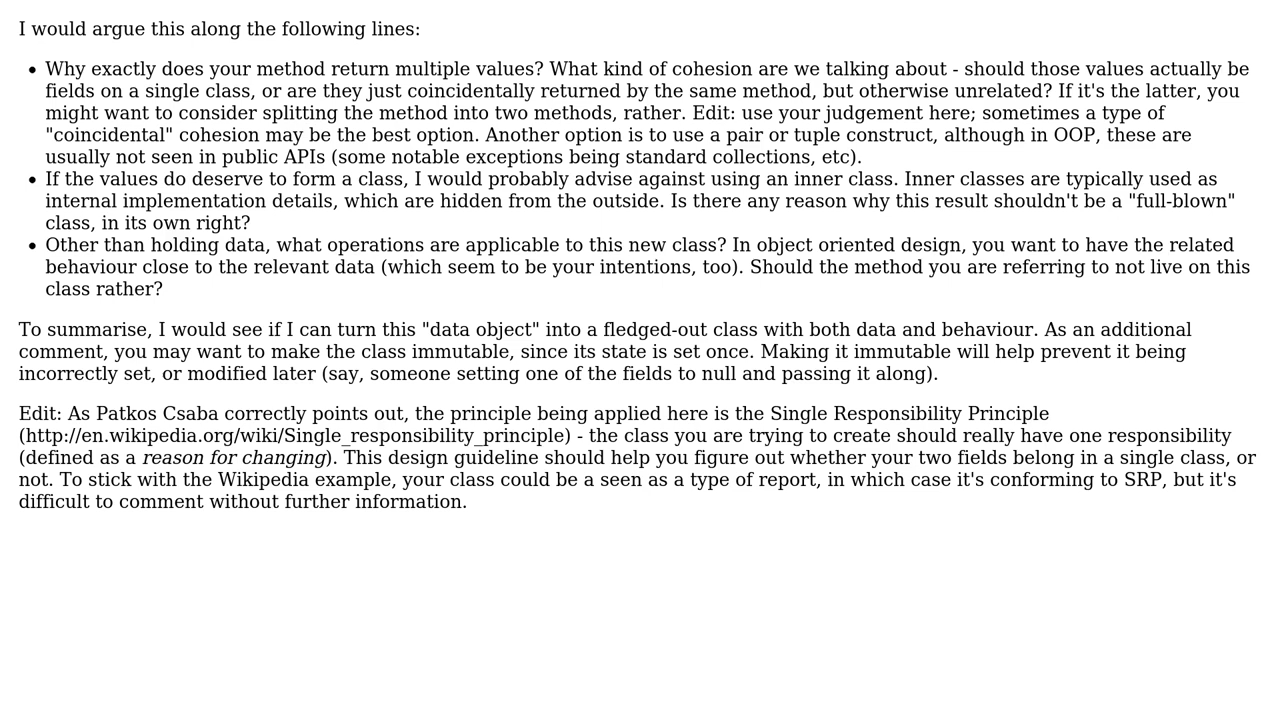 I would argue this along the following lines:
• Why exactly does your method return multiple values? What kind of cohesion are we talking about - should those values actually be
fields on a single class, or are they just coincidentally returned by the same method, but otherwise unrelated? If it's the latter, you
might want to consider splitting the method into two methods, rather. Edit: use your judgement here; sometimes a type of
"coincidental" cohesion may be the best option. Another option is to use a pair or tuple construct, although in OOP, these are
usually not seen in public APIs (some notable exceptions being standard collections, etc).
• If the values do deserve to form a class, I would probably advise against using an inner class. Inner classes are typically used as
internal implementation details, which are hidden from the outside. Is there any reason why this result shouldn't be a "full-blown"
class, in its own right?
• Other than holding data, what operations are applicable to this new class? In object oriented design, you want to have the related
behaviour close to the relevant data (which seem to be your intentions, too). Should the method you are referring to not live on this
class rather?
To summarise, I would see if I can turn this "data object" into a fledged-out class with both data and behaviour. As an additional
comment, you may want to make the class immutable, since its state is set once. Making it immutable will help prevent it being
incorrectly set, or modified later (say, someone setting one of the fields to null and passing it along).
Edit: As Patkos Csaba correctly points out, the principle being applied here is the Single Responsibility Principle
(http://en.wikipedia.org/wiki/Single_responsibility_principle) - the class you are trying to create should really have one responsibility
(defined as a reason for changing). This design guideline should help you figure out whether your two fields belong in a single class, or
not. To stick with the Wikipedia example, your class could be a seen as a type of report, in which case it's conforming to SRP, but it's
difficult to comment without further information.